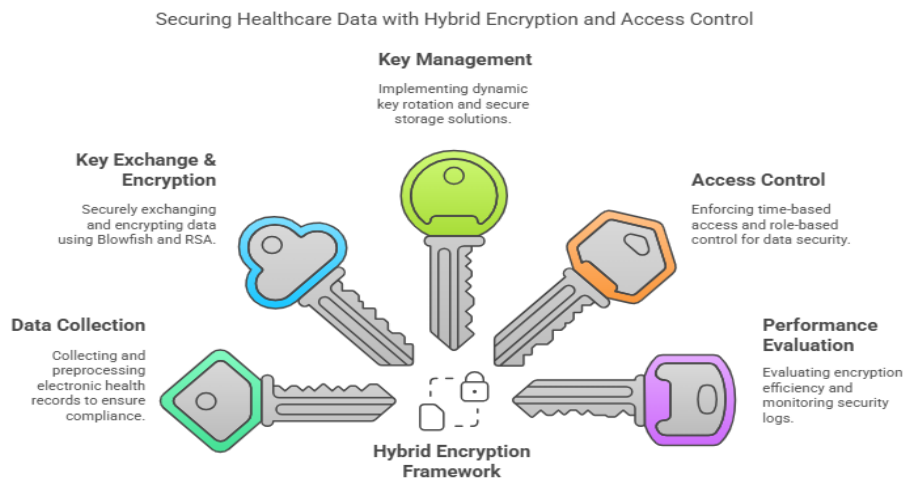 Securing Healthcare Data with Hybrid Encryption and Access Control
Key Management
Implementing dynamic
key rotation and secure
storage solutions.
Key Exchange &
Encryption
Securely exchanging
and encrypting data
using Blowfish and RSA.
Access Control
Enforcing time-based
access and role-based
control for data security.
Data Collection
Collecting and
preprocessing
electronic health
records to ensure
compliance.
Performance
Evaluation
Evaluating encryption
efficiency and
monitoring security
logs.
Hybrid Encryption
Framework